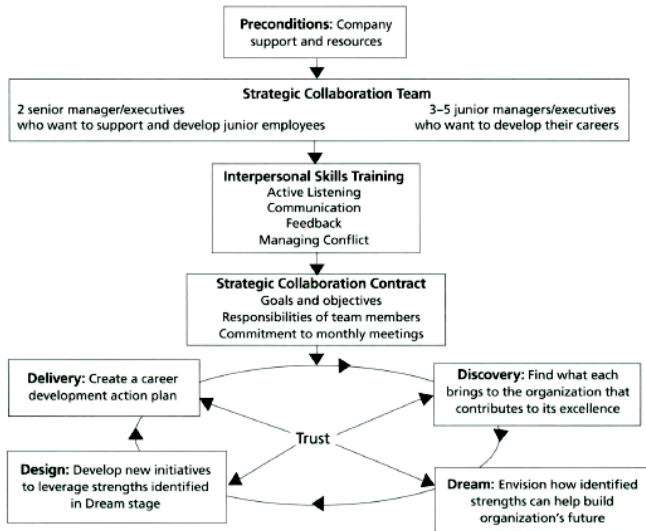 Preconditions: Company
support and resources
Strategic Collaboration Team
2 senior manager/executives
who want to support and develop junior employees
3–5 junior managers/executives
who want to develop their careers
Interpersonal Skills Training
Active Listening
Communication
Feedback
Managing Conflict
Strategic Collaboration Contract
Goals and objectives
Responsibilities of team members
Commitment to monthly meetings
Delivery: Create a career
development action plan
Discovery: Find what each
brings to the organization that
contributes to its excellence
Trust
Design: Develop new initiatives
to leverage strengths identified
in Dream stage
Dream: Envision how identified
strengths can help build
organization's future